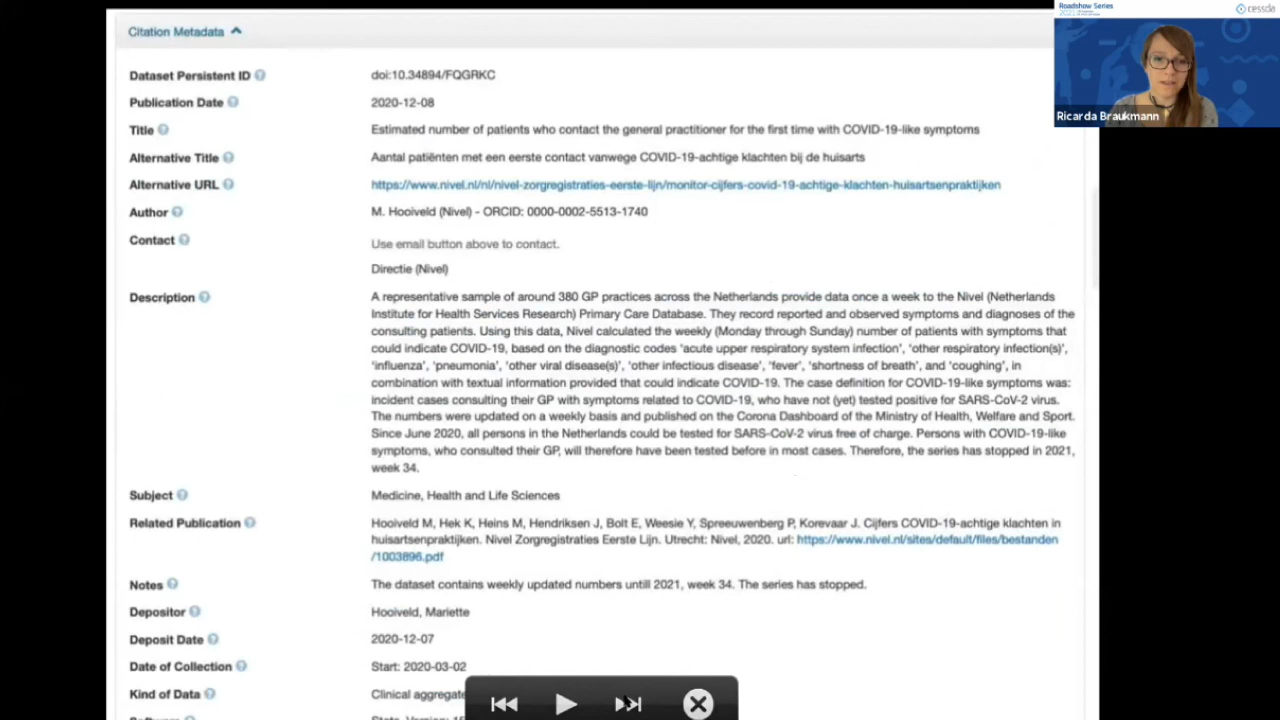 Citation Metadata
Dataset Persistent ID
doi:10.34894/FQGRKC
Publication Date
2020-12-08
Title
Estimated number of patients who contact the general practitioner for the first time with COVID-19-like symptoms
Alternative Title
Aantal patiënten met een eerste contact vanwege COVID-19-achtige klachten bij de huisarts
Alternative URL
https://www.nivel.nl/nl/nivel-zorgregistraties-eerste-lijn/monitor-cijfers-covid-19-achtige-klachten-huisartsenpraktijken
Author
M. Hooiveld (Nivel) - ORCID: 0000-0002-5513-1740
Contact
Use email button above to contact.
Directie (Nivel)
Description
A representative sample of around 380 GP practices across the Netherlands provide data once a week to the Nivel (Netherlands
Institute for Health Services Research) Primary Care Database. They record reported and observed symptoms and diagnoses of the
consulting patients. Using this data, Nivel calculated the weekly (Monday through Sunday) number of patients with symptoms that
could indicate COVID-19, based on the diagnostic codes 'acute upper respiratory system infection', 'other respiratory infection(s)',
'influenza', 'pneumonia', 'other viral disease(s)', 'other infectious disease', 'fever', 'shortness of breath', and 'coughing', in
combination with textual information provided that could indicate COVID-19. The case definition for COVID-19-like symptoms was:
incident cases consulting their GP with symptoms related to COVID-19, who have not (yet) tested positive for SARS-CoV-2 virus.
The numbers were updated on a weekly basis and published on the Corona Dashboard of the Ministry of Health, Welfare and Sport.
Since June 2020, all persons in the Netherlands could be tested for SARS-CoV-2 virus free of charge. Persons with COVID-19-like
symptoms, who consulted their GP, will therefore have been tested before in most cases. Therefore, the series has stopped in 2021,
week 34.
Subject
Medicine, Health and Life Sciences
Related Publication
Hooiveld M, Hek K, Heins M, Hendriksen J, Bolt E, Weesie Y, Spreeuwenberg P, Korevaar J. Cijfers COVID-19-achtige klachten in
huisartsenpraktijken. Nivel Zorgregistraties Eerste Lijn. Utrecht: Nivel, 2020. url: https://www.nivel.nl/sites/default/files/bestanden
/1003896.pdf
Notes
The dataset contains weekly updated numbers untill 2021, week 34. The series has stopped.
Depositor
Hooiveld, Mariette
Deposit Date
2020-12-07
Date of Collection
Start: 2020-03-02
Kind of Data
Clinical aggregate
Roadshow Series
2021
cessda
Ricarda Braukmann